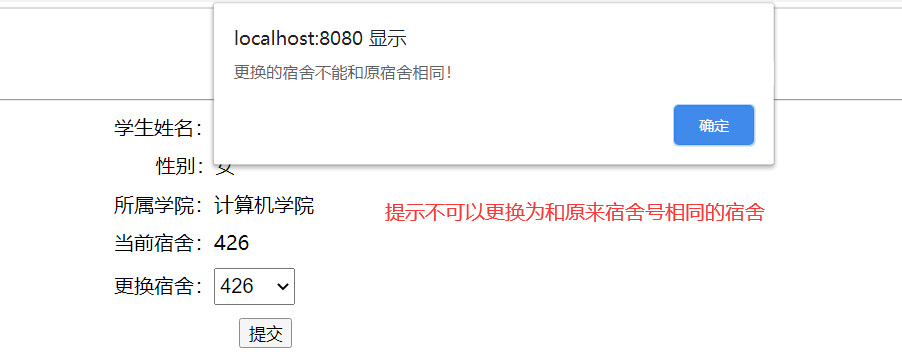 localhost:8080 显示
更换的宿舍不能和原宿舍相同!
确定
学生姓名：
性别：女
所属学院：计算机学院
提示不可以更换为和原来宿舍号相同的宿舍
当前宿舍：426
更换宿舍：426
提交